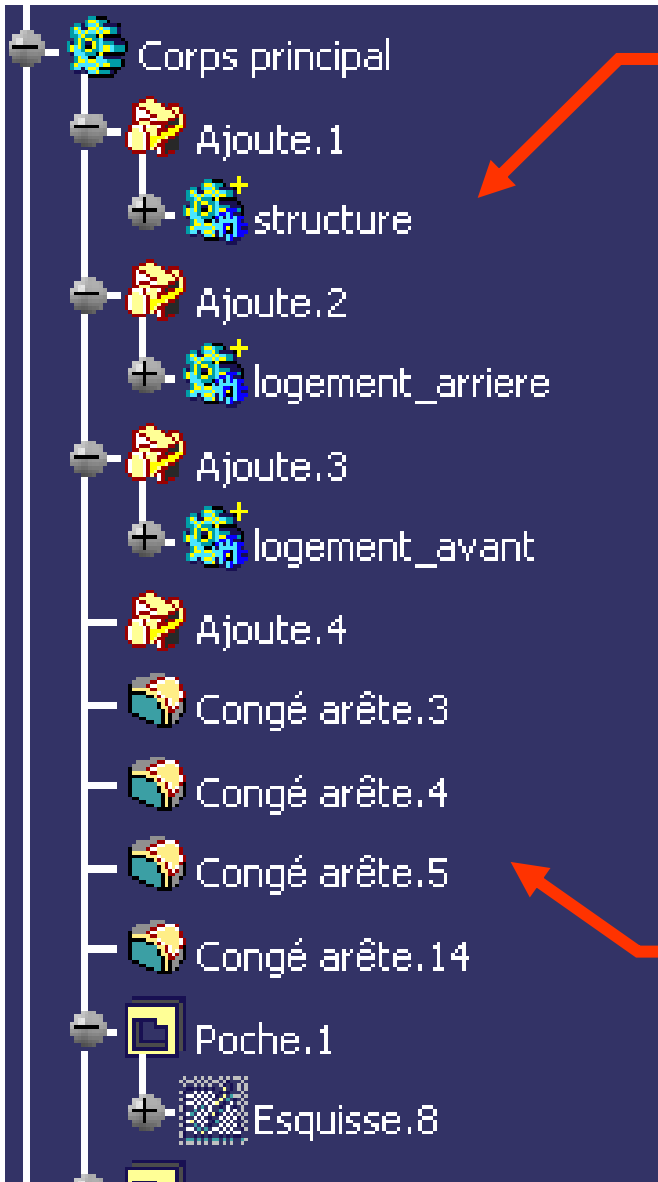 Corps principal
Ajoute.1
structure
Ajoute.2
logement_arriere
Ajoute.3
logement_avant
Ajoute.4
Congé arête.3
Congé arête.4
Congé arête.5
Congé arête.14
Poche.1
Esquisse.8